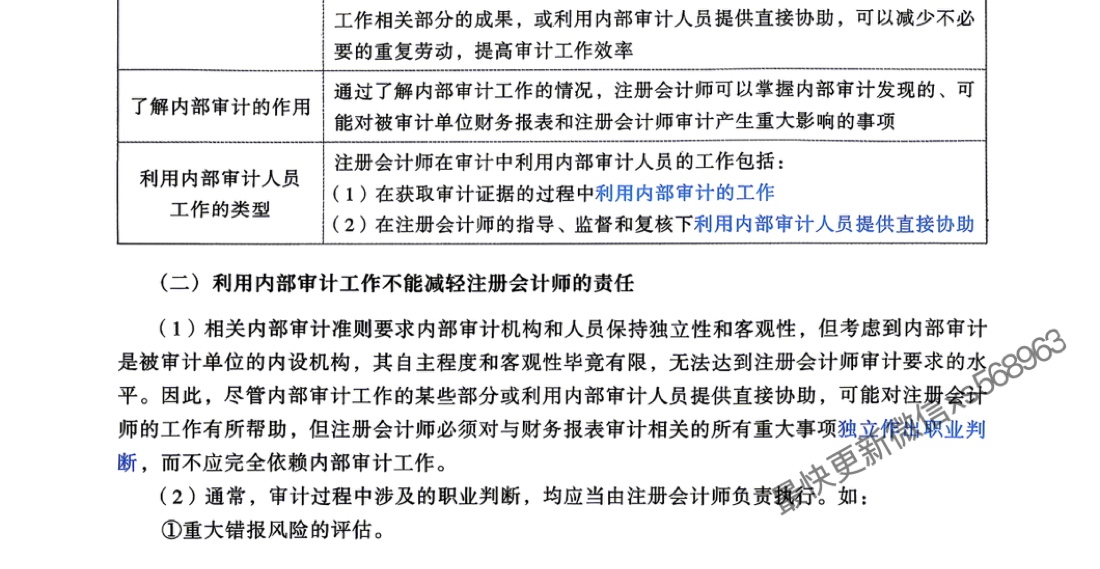 工作相关部分的成果，或利用内部审计人员提供直接协助，可以减少不必
要的重复劳动，提高审计工作效率
了解内部审计的作用
通过了解内部审计工作的情况，注册会计师可以掌握内部审计发现的、可
能对被审计单位财务报表和注册会计师审计产生重大影响的事项
利用内部审计人员
工作的类型
注册会计师在审计中利用内部审计人员的工作包括：
（1）在获取审计证据的过程中利用内部审计的工作
（2）在注册会计师的指导、监督和复核下利用内部审计人员提供直接协助
（二）利用内部审计工作不能减轻注册会计师的责任
（1）相关内部审计准则要求内部审计机构和人员保持独立性和客观性，但考虑到内部审计
是被审计单位的内设机构，其自主程度和客观性毕竟有限，无法达到注册会计师审计要求的水
平。因此，尽管内部审计工作的某些部分或利用内部审计人员提供直接协助，可能对注册会计
师的工作有所帮助，但注册会计师必须对与财务报表审计相关的所有重大事项独立作出职业判
断，而不应完全依赖内部审计工作。
（2）通常，审计过程中涉及的职业判断，均应当由注册会计师负责执行。如：
①重大错报风险的评估。
最快更新微信xs568963